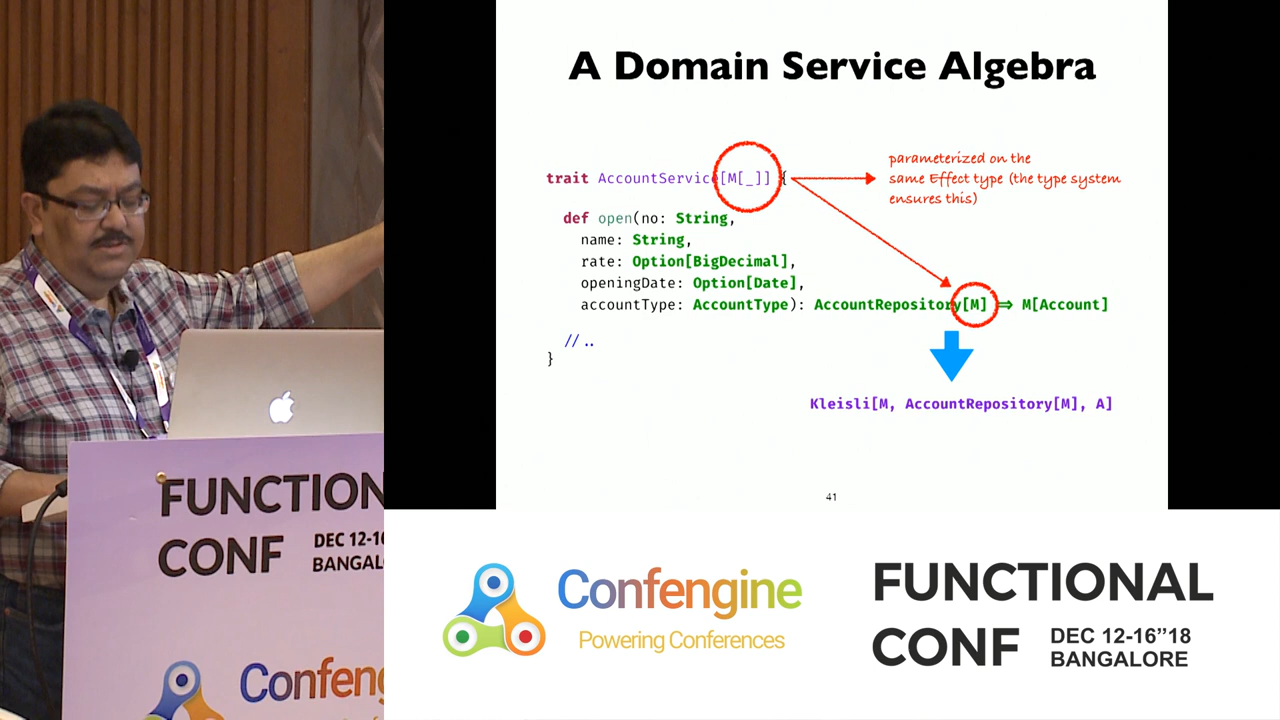 A Domain Service Algebra
trait AccountService[M[_]] {
parameterized on the
same Effect type (the type system
ensures this)
def open(no: String,
name: String,
rate: Option[BigDecimal],
openingDate: Option[Date],
accountType: AccountType): AccountRepository[M] => M[Account]
// ..
}
Kleisli[M, AccountRepository[M], A]
41
FUNCTION
CONF
DEC 12-16
BANGAL
Confeng
Confengine
Powering Conferences
FUNCTIONAL
CONF
DEC 12-16”18
BANGALORE